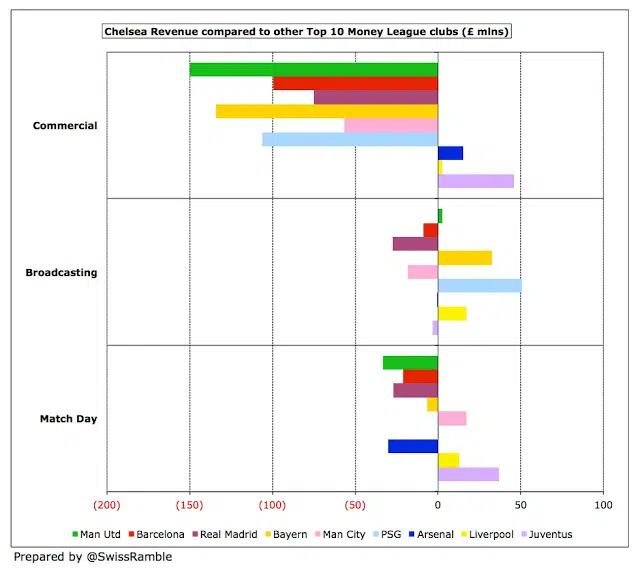 Chelsea Revenue compared to other Top 10 Money League clubs (£ mlns)
Commercial
Broadcasting
Match Day
(200) (150) (100) (50) 0 50 100
Man Utd Barcelona Real Madrid Bayern Man City PSG Arsenal Liverpool Juventus
Prepared by @SwissRamble